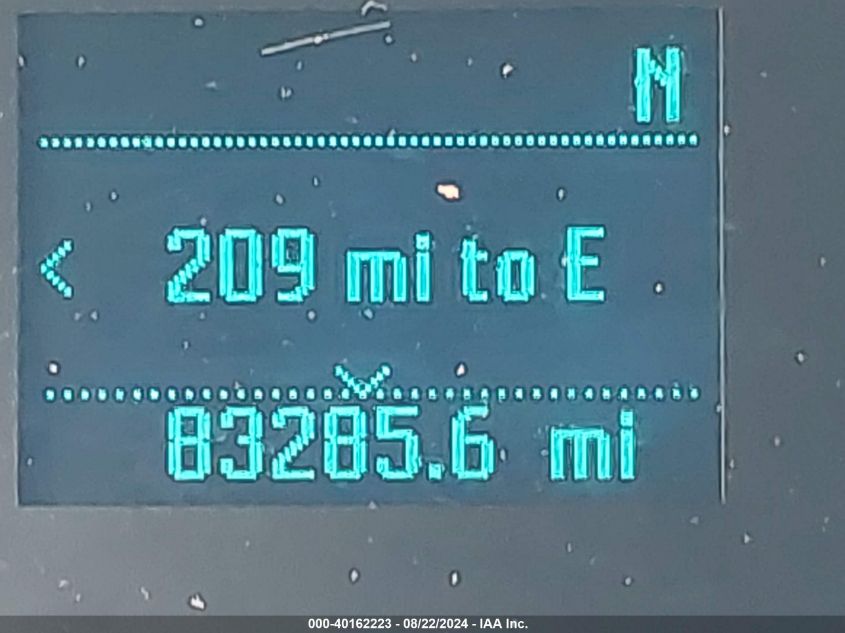 N
< 209 mi to E
83285.6 mi
000-40162223 - 08/22/2024 - IAA Inc.